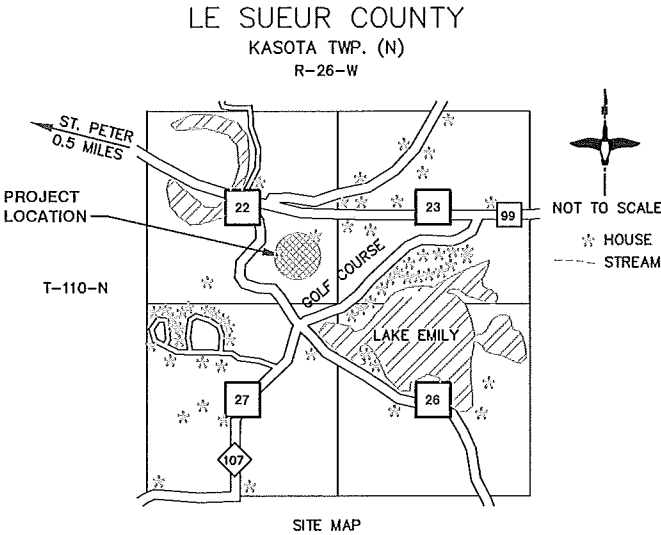 LE SUEUR COUNTY
KASOTA TWP. (N)
R-26-W
ST. PETER
0.5 MILES
N
PROJECT
LOCATION
22
23
99
NOT TO SCALE
HOUSE
STREAM
GOLF COURSE
T-110-N
LAKE EMILY
27
26
107
SITE MAP